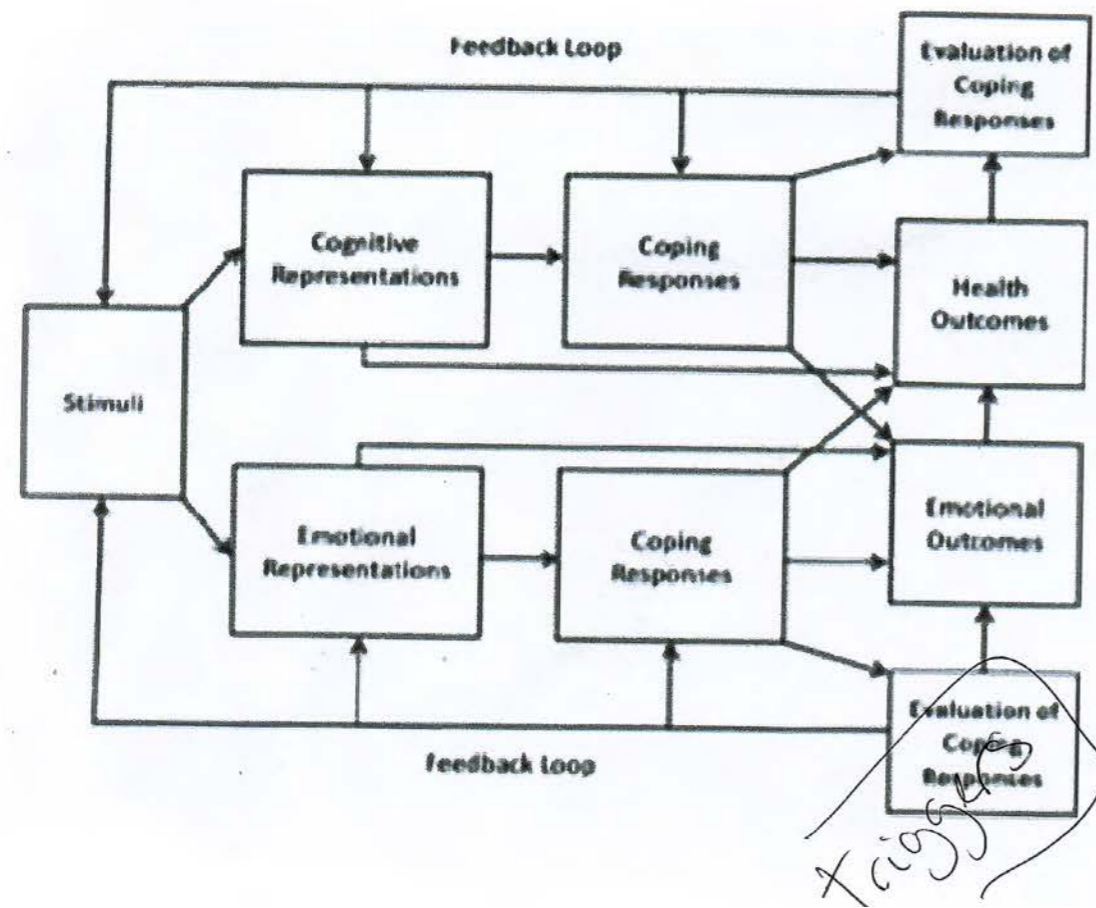 Feedback Loop
Evaluation of
Coping
Responses
Cognitive
Representations
Coping
Responses
Health
Outcomes
Stimuli
Emotional
Representations
Coping
Responses
Emotional
Outcomes
Feedback Loop
Evaluation of
Coping
Responses
triggers